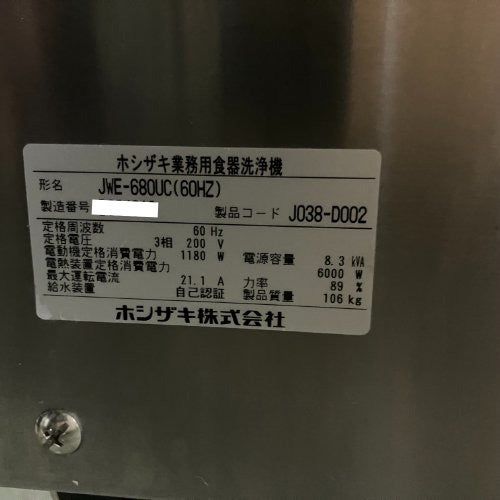 ホシザキ業務用食器洗浄機
形名 JWE-680UC(60HZ)
製造番号 製品コード J038-D002
定格周波数 60 Hz
定格電圧 3相 200 V
電動機定格消費電力 1180 W 電源容量 8.3 kVA
電熱装置定格消費電力 6000 W
最大運転電流 21.1 A 力率 89 %
給水装置 自己認証 製品質量 106 kg
ホシザキ株式会社